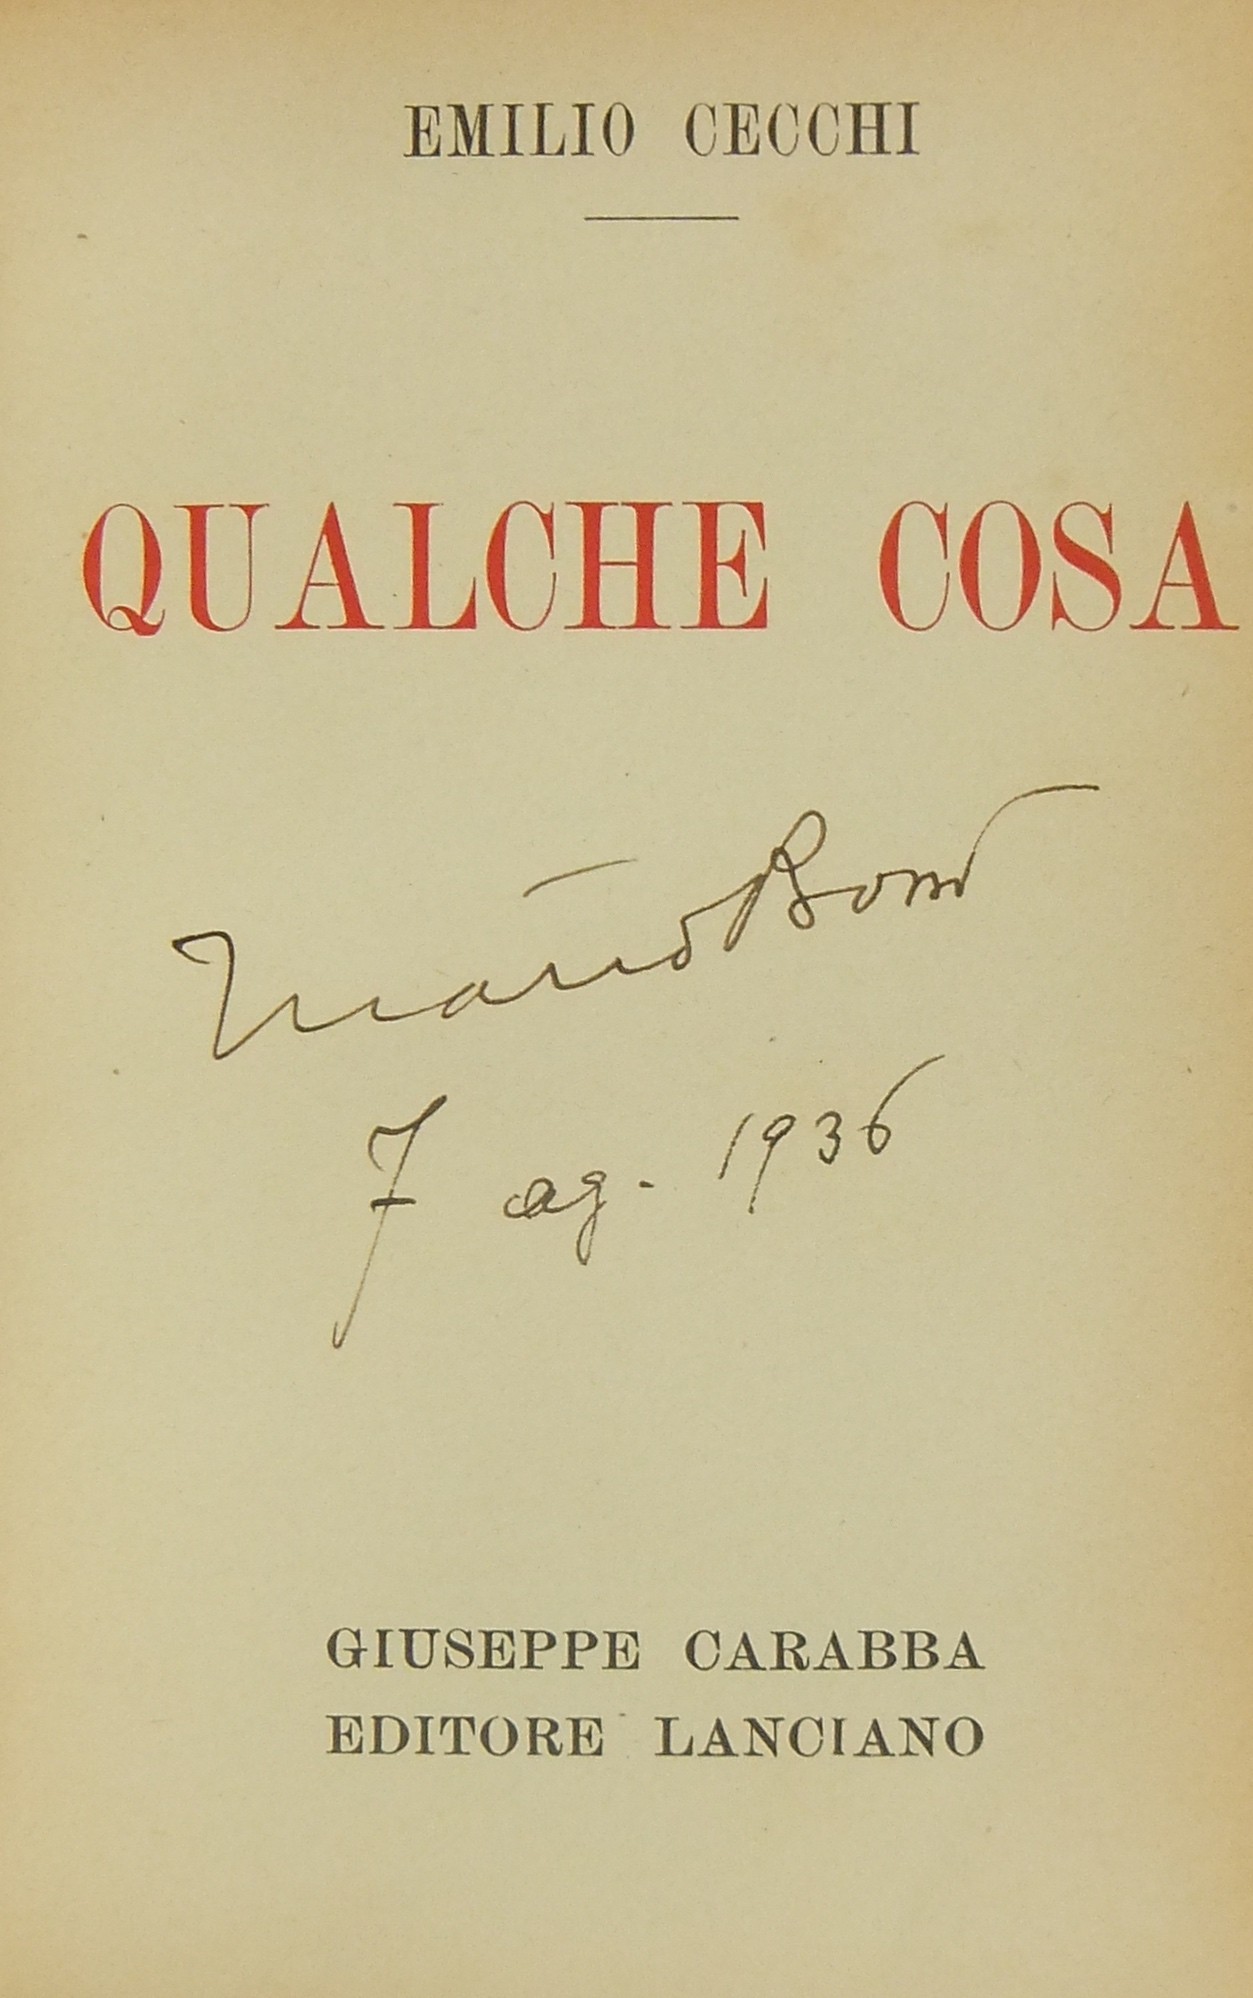 EMILIO CECCHI
QUALCHE COSA
7 ag. 1936
GIUSEPPE CARABBA
EDITORE LANCIANO